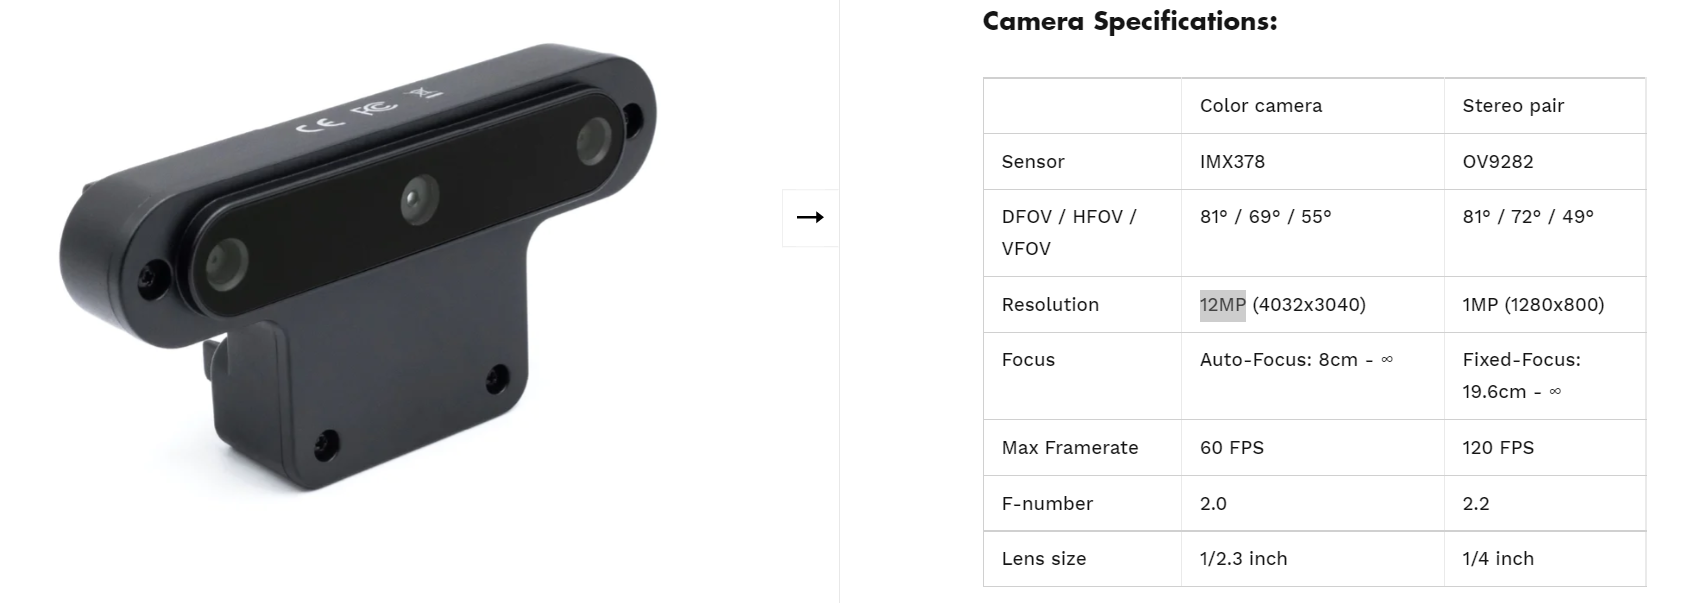 CE FC
Camera Specifications:
Color camera
Stereo pair
Sensor
IMX378
OV9282
DFOV / HFOV /
VFOV
81° / 69° / 55°
81° / 72° / 49°
Resolution
12MP (4032x3040)
1MP (1280x800)
Focus
Auto-Focus: 8cm - ∞
Fixed-Focus:
19.6cm - ∞
Max Framerate
60 FPS
120 FPS
F-number
2.0
2.2
Lens size
1/2.3 inch
1/4 inch